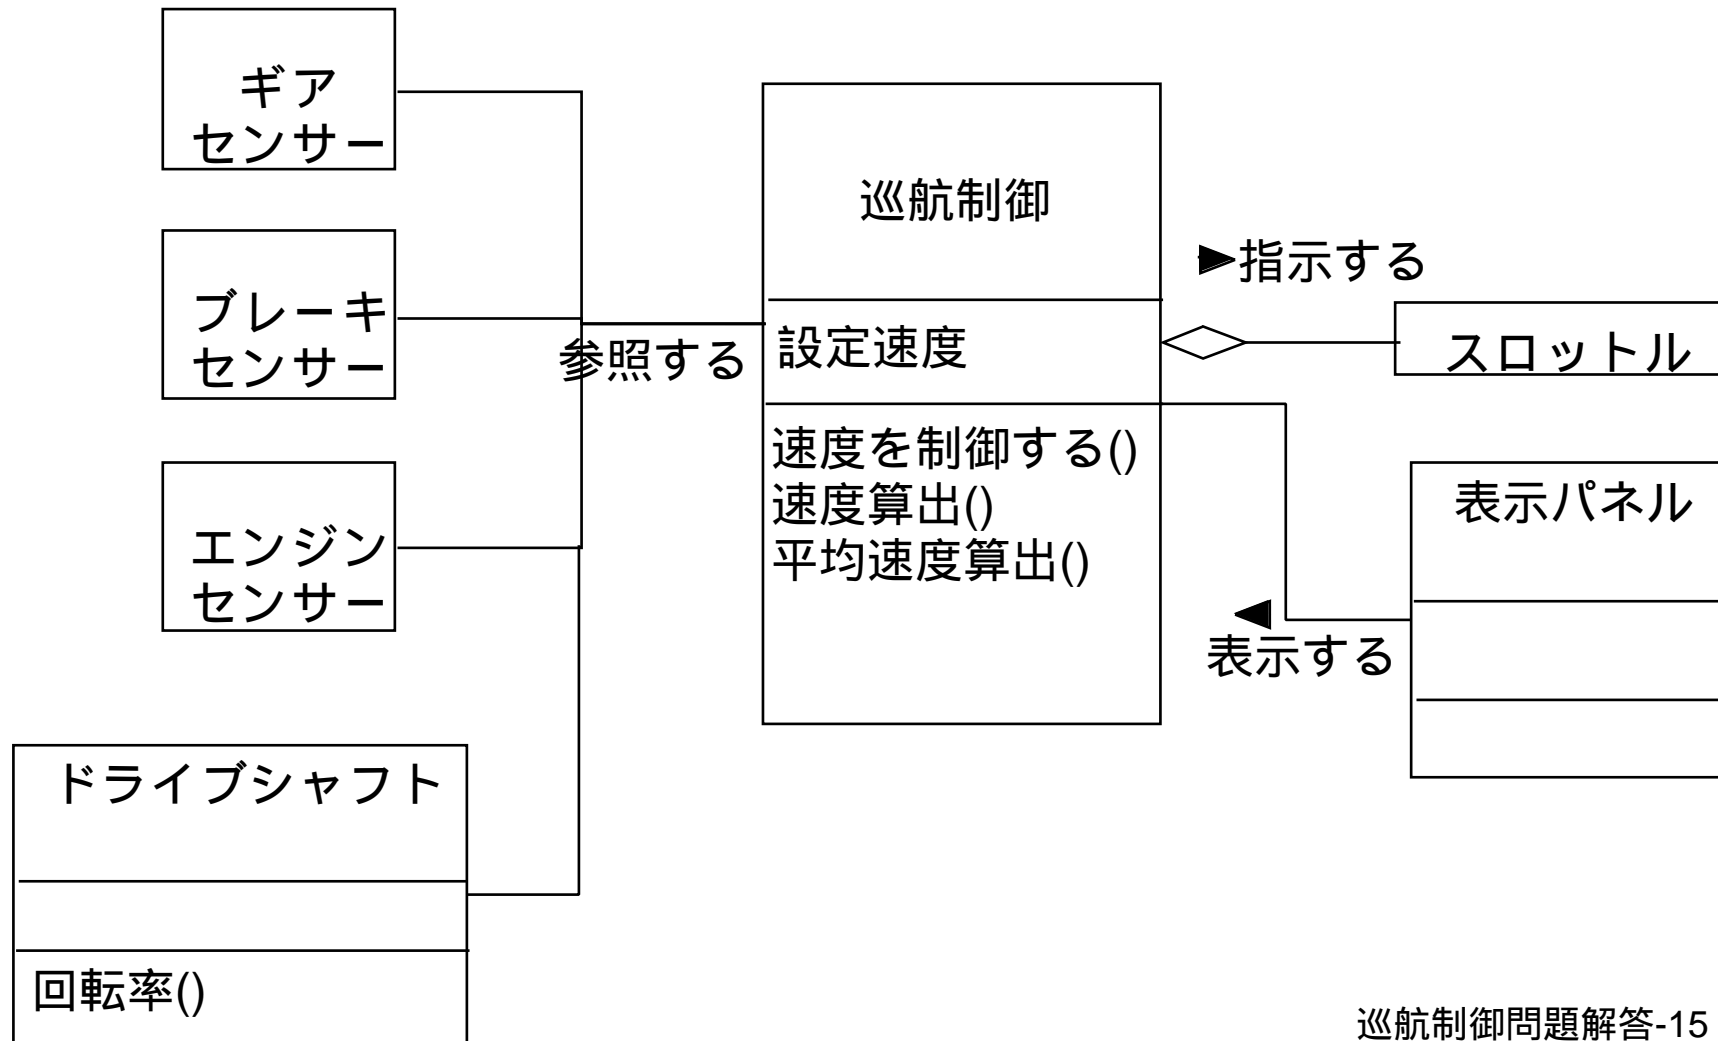 ギア
センサー
ブレーキ
センサー
エンジン
センサー
ドライブシャフト
回転率()
参照する
巡航制御
設定速度
速度を制御する()
速度算出()
平均速度算出()
指示する
スロットル
表示パネル
表示する
巡航制御問題解答-15